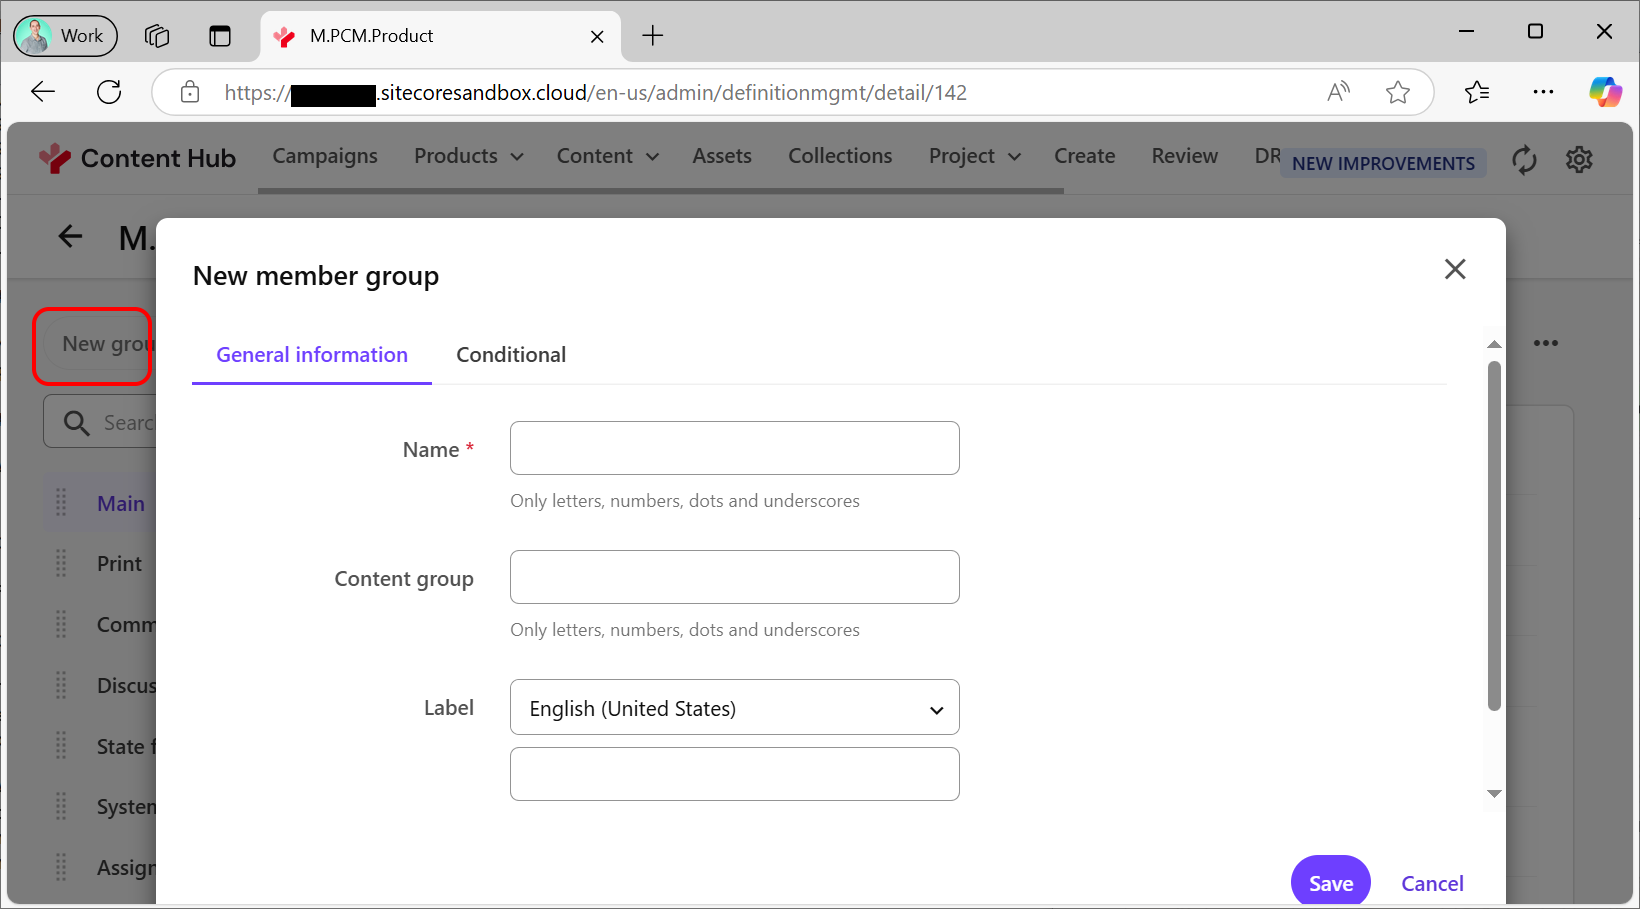 Work
M.PCM.Product
https://
.sitecoresandbox.cloud/en-us/admin/definitionmgmt/detail/142
Content Hub
Campaigns
Products
Content
Assets
Collections
Project
Create
Review
DR
NEW IMPROVEMENTS
M.
New member group
New grou
General information
Conditional
Name *
Only letters, numbers, dots and underscores
Search
Main
Print
Content group
Only letters, numbers, dots and underscores
Comm
Discus
Label
English (United States)
State f
System
Assign
Save
Cancel